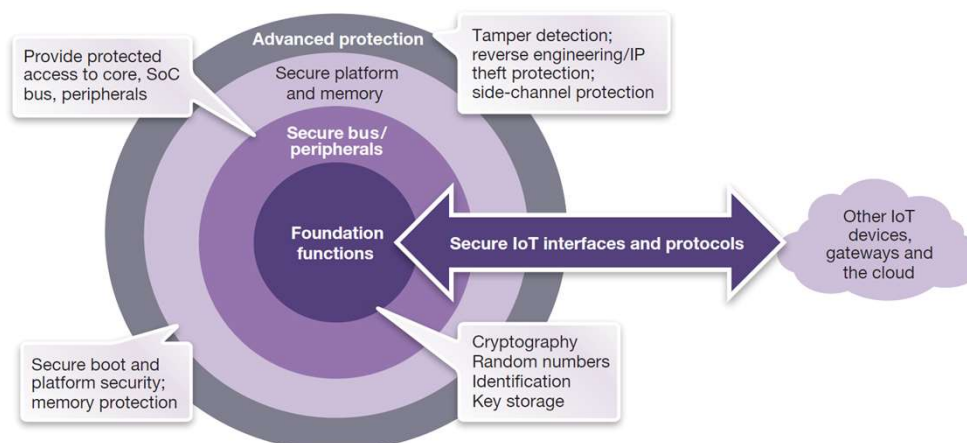 Advanced protection
Provide protected
access to core, SoC
bus, peripherals
Tamper detection;
reverse engineering/IP
theft protection;
side-channel protection
Secure platform
and memory
Secure bus/
peripherals
Foundation
functions
Secure IoT interfaces and protocols
Other IoT
devices,
gateways and
the cloud
Secure boot and
platform security;
memory protection
Cryptography
Random numbers
Identification
Key storage